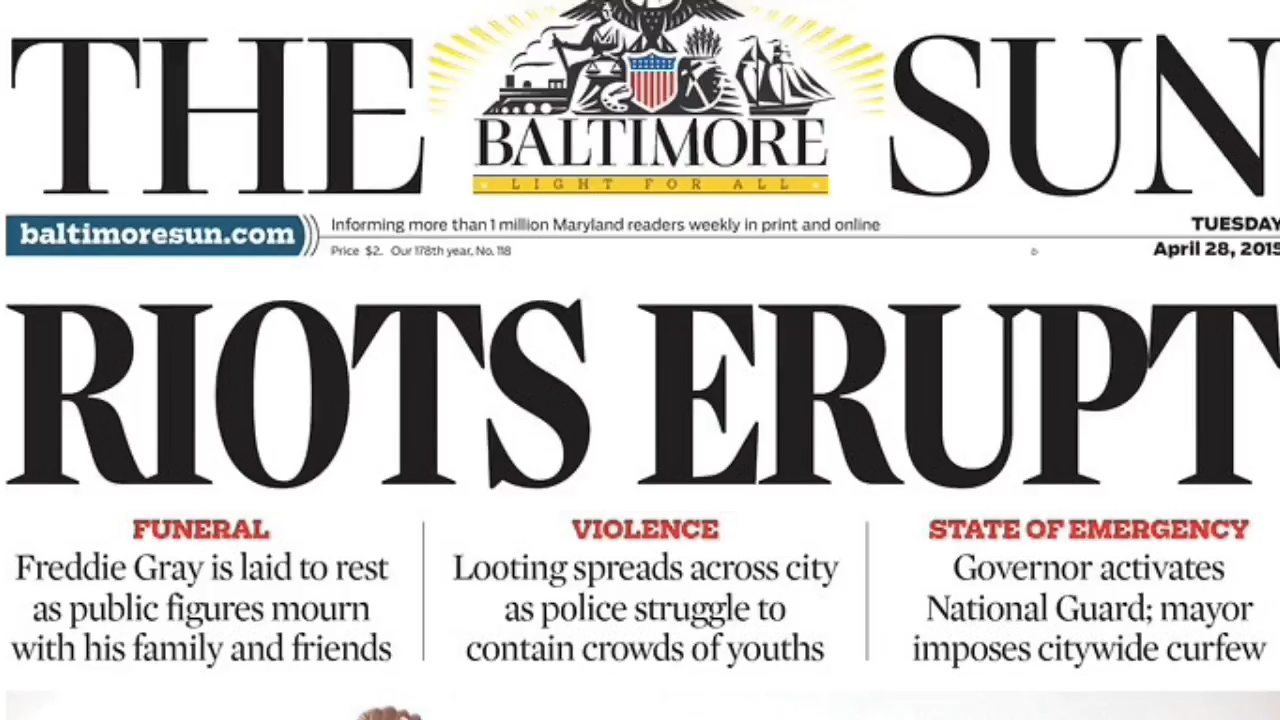 THE BALTIMORE SUN
LIGHT FOR ALL
baltimoresun.com
Informing more than 1 million Maryland readers weekly in print and online
TUESDAY
Price $2. Our 178th year, No. 118
April 28, 2015
RIOTS ERUPT
FUNERAL
Freddie Gray is laid to rest
as public figures mourn
with his family and friends
VIOLENCE
Looting spreads across city
as police struggle to
contain crowds of youths
STATE OF EMERGENCY
Governor activates
National Guard; mayor
imposes citywide curfew